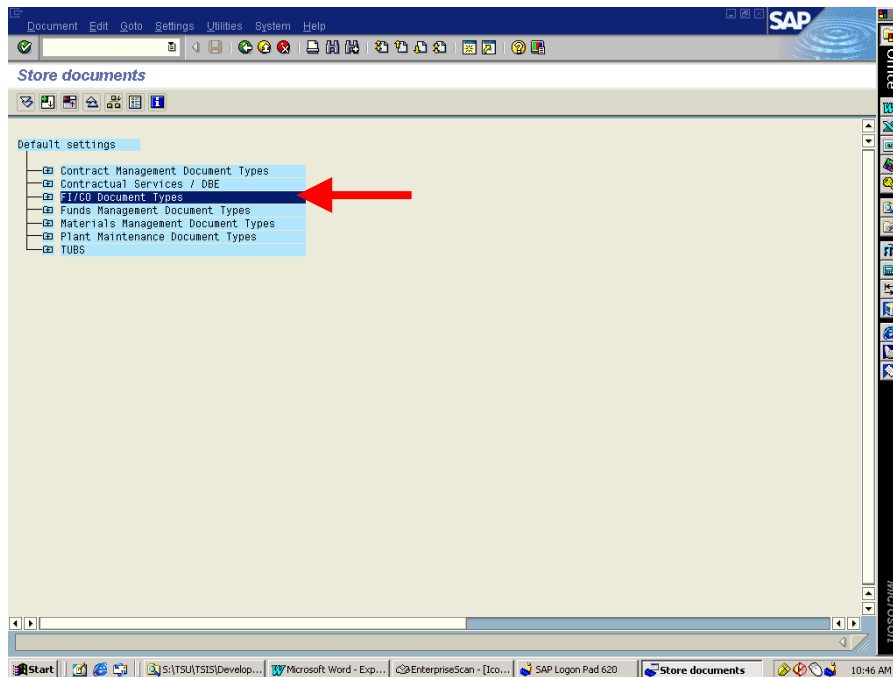 Document Edit Goto Settings Utilities System Help
SAP
Store documents
Default settings
Contract Management Document Types
Contractual Services / DBE
FI/CO Document Types
Funds Management Document Types
Materials Management Document Types
Plant Maintenance Document Types
TUBS
Office
Microsoft
Start S:\TSU\TSIS\Develop... Microsoft Word - Exp... EnterpriseScan - [Ico... SAP Logon Pad 620 Store documents 10:46 AM